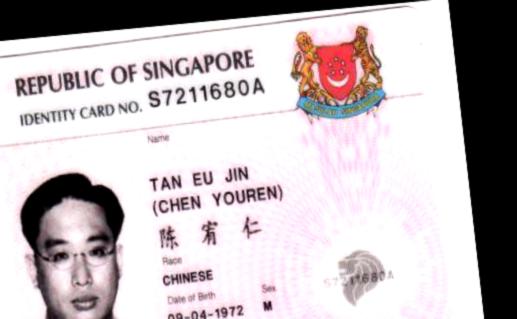 REPUBLIC OF SINGAPORE
IDENTITY CARD NO. S7211680A
Name
TAN EU JIN
(CHEN YOUREN)
陈 宥 仁
Race
CHINESE
Date of Birth Sex
09-04-1972 M
S7211680A